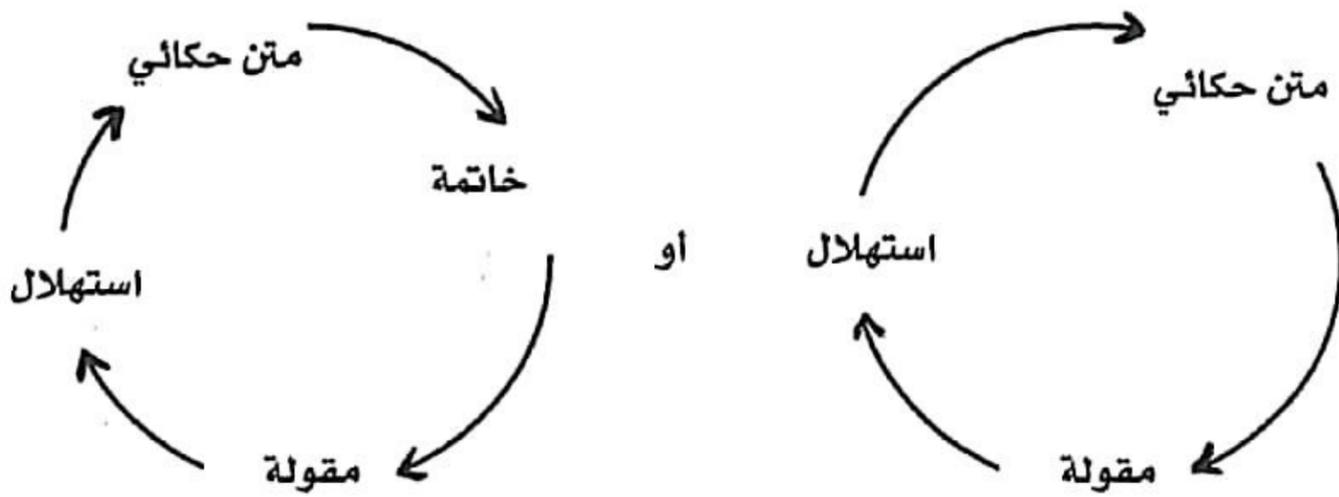 متن حكائي
متن حكائي
خاتمة
أو
استهلال
استهلال
مقولة
مقولة